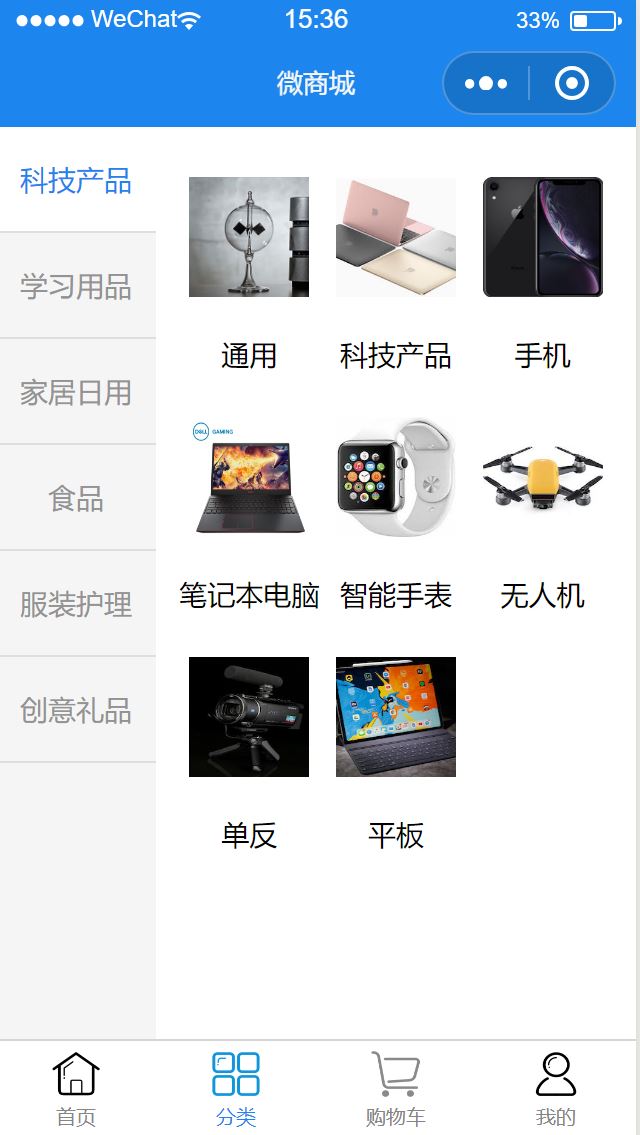 WeChat 15:36 33%
微商城
科技产品
学习用品
家居日用
食品
服装护理
创意礼品
通用 科技产品 手机
DELL GAMING
笔记本电脑 智能手表 无人机
单反 平板
首页 分类 购物车 我的